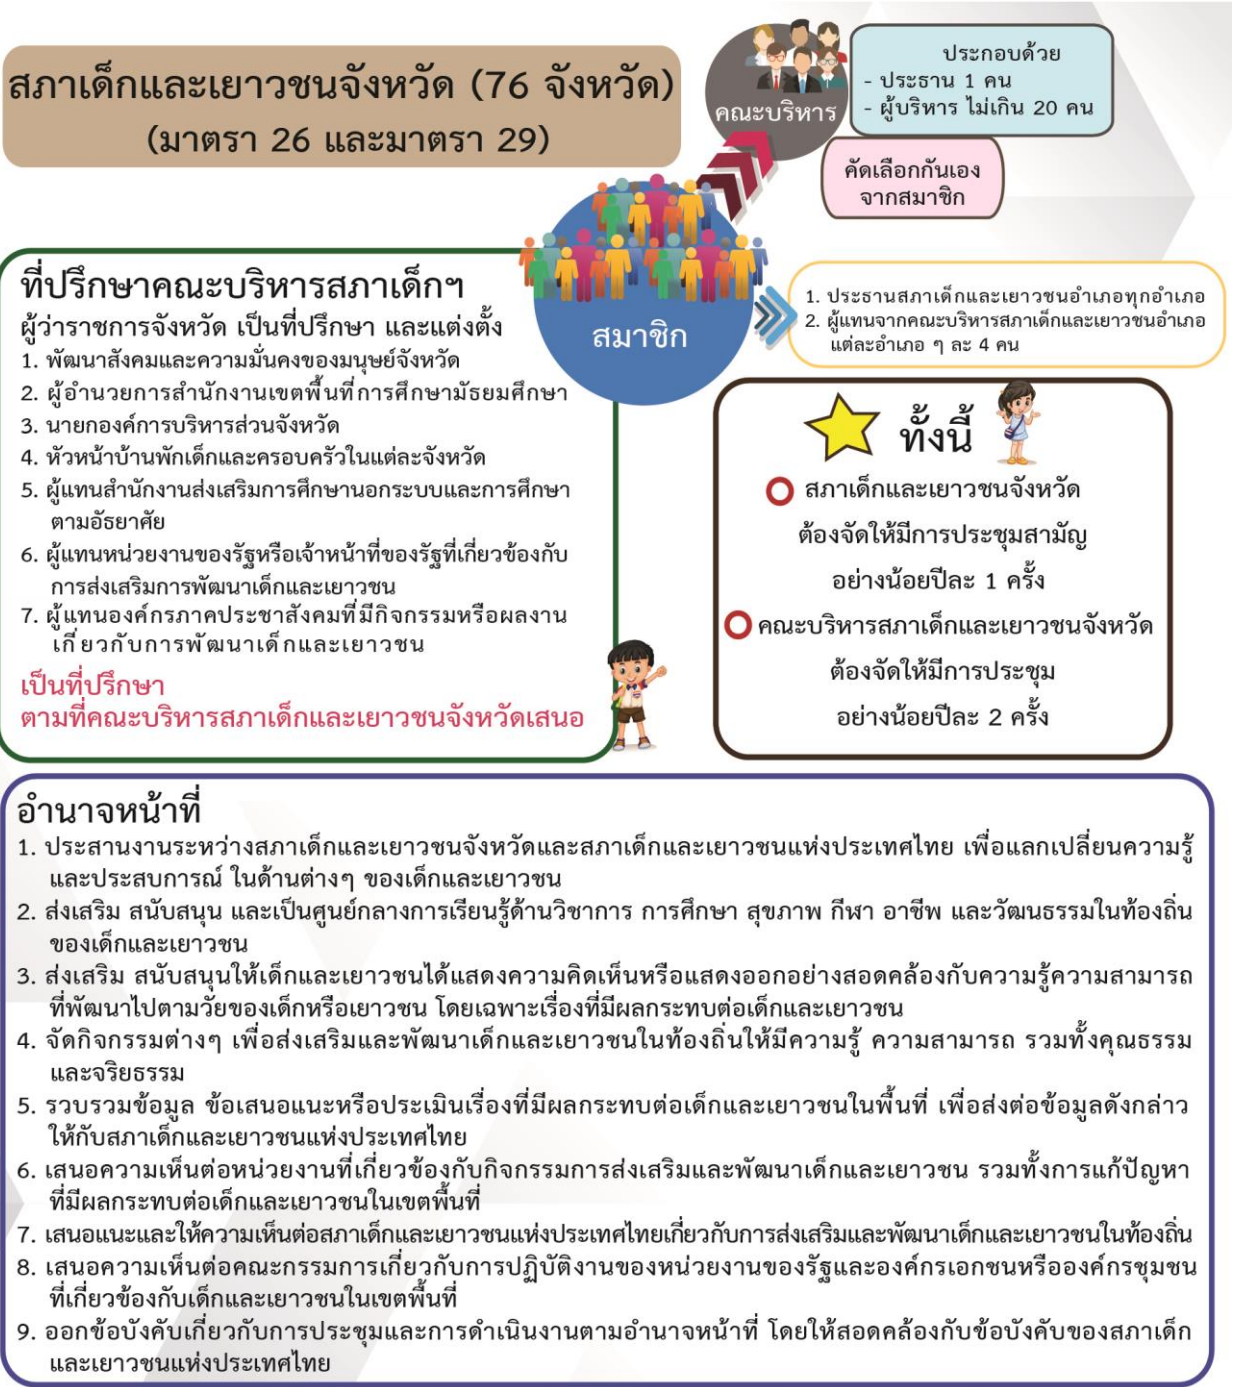 สภาเด็กและเยาวชนจังหวัด (76 จังหวัด)
(มาตรา 26 และมาตรา 29)
คณะบริหาร
ประกอบด้วย
- ประธาน 1 คน
- ผู้บริหาร ไม่เกิน 20 คน
คัดเลือกกันเอง
จากสมาชิก
สมาชิก
1. ประธานสภาเด็กและเยาวชนอำเภอทุกอำเภอ
2. ผู้แทนจากคณะบริหารสภาเด็กและเยาวชนอำเภอ
แต่ละอำเภอ ๆ ละ 4 คน
ที่ปรึกษาคณะบริหารสภาเด็กฯ
ผู้ว่าราชการจังหวัด เป็นที่ปรึกษา และแต่งตั้ง
1. พัฒนาสังคมและความมั่นคงของมนุษย์จังหวัด
2. ผู้อำนวยการสำนักงานเขตพื้นที่การศึกษามัธยมศึกษา
3. นายกองค์การบริหารส่วนจังหวัด
4. หัวหน้าบ้านพักเด็กและครอบครัวในแต่ละจังหวัด
5. ผู้แทนสำนักงานส่งเสริมการศึกษานอกระบบและการศึกษา
ตามอัธยาศัย
6. ผู้แทนหน่วยงานของรัฐหรือเจ้าหน้าที่ของรัฐที่เกี่ยวข้องกับ
การส่งเสริมการพัฒนาเด็กและเยาวชน
7. ผู้แทนองค์กรภาคประชาสังคมที่มีกิจกรรมหรือผลงาน
เกี่ยวกับการพัฒนาเด็กและเยาวชน
เป็นที่ปรึกษา
ตามที่คณะบริหารสภาเด็กและเยาวชนจังหวัดเสนอ
ทั้งนี้
สภาเด็กและเยาวชนจังหวัด
ต้องจัดให้มีการประชุมสามัญ
อย่างน้อยปีละ 1 ครั้ง
คณะบริหารสภาเด็กและเยาวชนจังหวัด
ต้องจัดให้มีการประชุม
อย่างน้อยปีละ 2 ครั้ง
อำนาจหน้าที่
1. ประสานงานระหว่างสภาเด็กและเยาวชนจังหวัดและสภาเด็กและเยาวชนแห่งประเทศไทย เพื่อแลกเปลี่ยนความรู้
และประสบการณ์ ในด้านต่างๆ ของเด็กและเยาวชน
2. ส่งเสริม สนับสนุน และเป็นศูนย์กลางการเรียนรู้ด้านวิชาการ การศึกษา สุขภาพ กีฬา อาชีพ และวัฒนธรรมในท้องถิ่น
ของเด็กและเยาวชน
3. ส่งเสริม สนับสนุนให้เด็กและเยาวชนได้แสดงความคิดเห็นหรือแสดงออกอย่างสอดคล้องกับความรู้ความสามารถ
ที่พัฒนาไปตามวัยของเด็กหรือเยาวชน โดยเฉพาะเรื่องที่มีผลกระทบต่อเด็กและเยาวชน
4. จัดกิจกรรมต่างๆ เพื่อส่งเสริมและพัฒนาเด็กและเยาวชนในท้องถิ่นให้มีความรู้ ความสามารถ รวมทั้งคุณธรรม
และจริยธรรม
5. รวบรวมข้อมูล ข้อเสนอแนะหรือประเมินเรื่องที่มีผลกระทบต่อเด็กและเยาวชนในพื้นที่ เพื่อส่งต่อข้อมูลดังกล่าว
ให้กับสภาเด็กและเยาวชนแห่งประเทศไทย
6. เสนอความเห็นต่อหน่วยงานที่เกี่ยวข้องกับกิจกรรมการส่งเสริมและพัฒนาเด็กและเยาวชน รวมทั้งการแก้ปัญหา
ที่มีผลกระทบต่อเด็กและเยาวชนในเขตพื้นที่
7. เสนอแนะและให้ความเห็นต่อสภาเด็กและเยาวชนแห่งประเทศไทยเกี่ยวกับการส่งเสริมและพัฒนาเด็กและเยาวชนในท้องถิ่น
8. เสนอความเห็นต่อคณะกรรมการเกี่ยวกับการปฏิบัติงานของหน่วยงานของรัฐและองค์กรเอกชนหรือองค์กรชุมชน
ที่เกี่ยวข้องกับเด็กและเยาวชนในเขตพื้นที่
9. ออกข้อบังคับเกี่ยวกับการประชุมและการดำเนินงานตามอำนาจหน้าที่ โดยให้สอดคล้องกับข้อบังคับของสภาเด็ก
และเยาวชนแห่งประเทศไทย